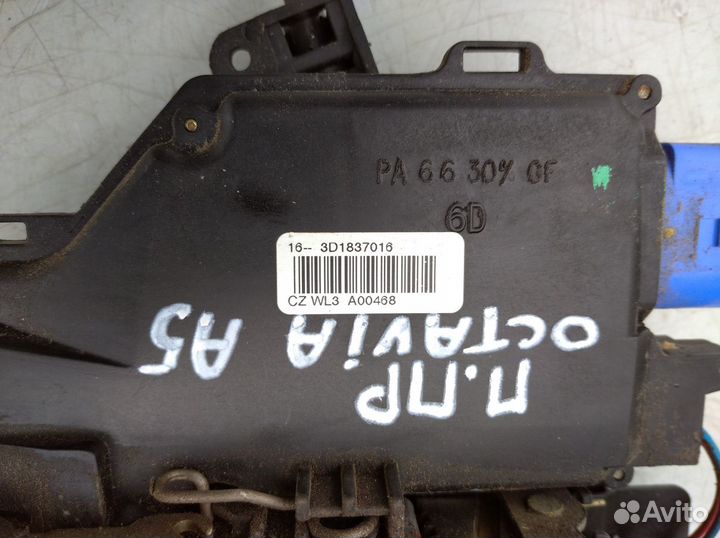 PA 66 30% GF
6D
16-- 3D1837016
CZ WL3 A00468
П.ПР
OCTAViA A5
Avito